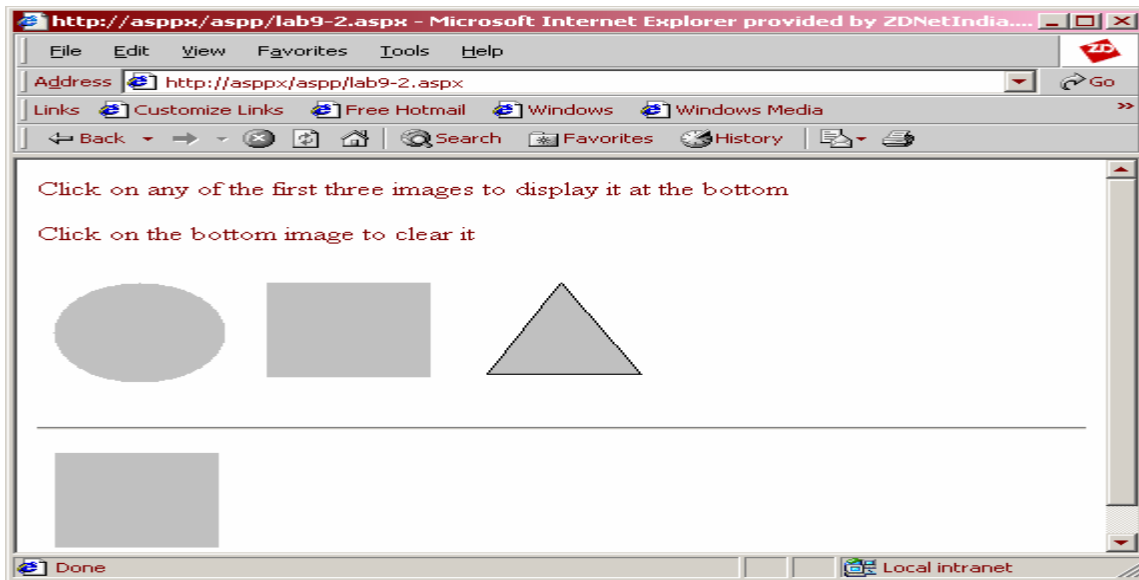 http://asppx/aspp/lab9-2.aspx - Microsoft Internet Explorer provided by ZDNetIndia....
File Edit View Favorites Tools Help ZD
Address http://asppx/aspp/lab9-2.aspx Go
Links Customize Links Free Hotmail Windows Windows Media »
Back Search Favorites History
Click on any of the first three images to display it at the bottom
Click on the bottom image to clear it
Done Local intranet